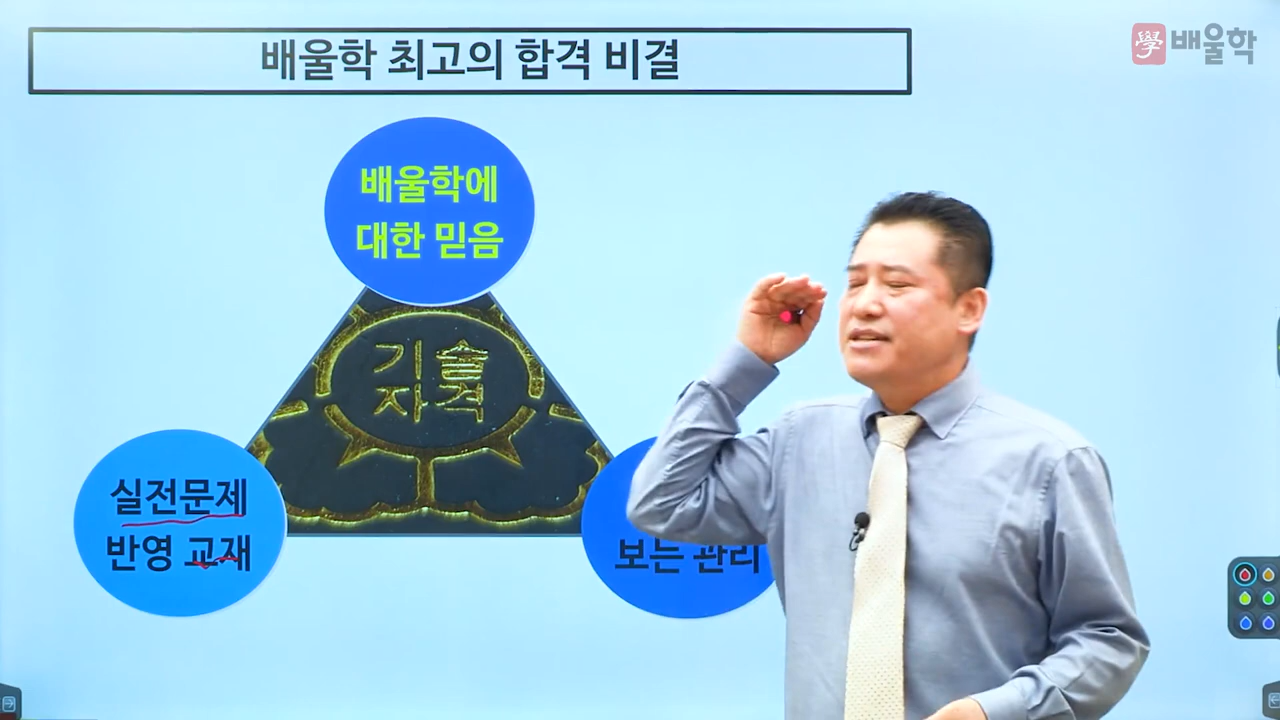 배울학 최고의 합격 비결
學 배울학
배울학에
대한 믿음
기술
자격
실전문제
반영 교재
보는 관리